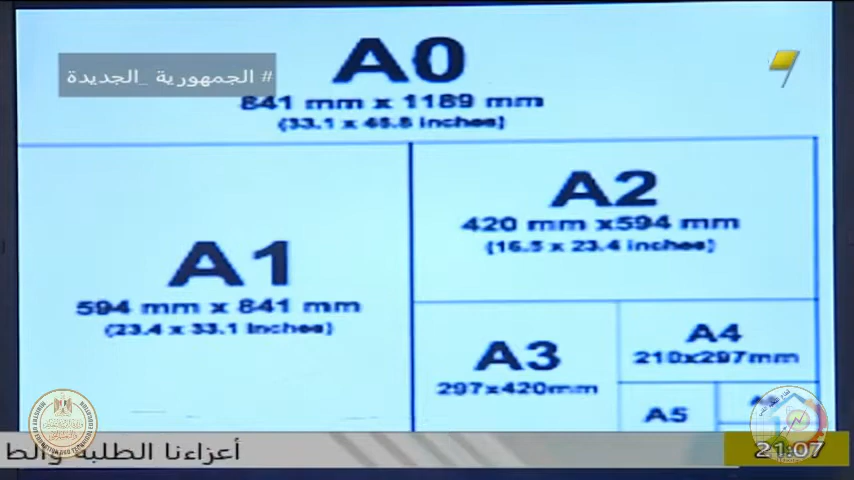 # الجمهورية _الجديدة
A0
841 mm x 1189 mm
(33.1 x 46.8 inches)
A1
594 mm x 841 mm
(23.4 x 33.1 inches)
A2
420 mm x594 mm
(16.5 x 23.4 inches)
A3
297x420mm
A4
210x297mm
A5
أعزاءنا الطلبة والط
21:07